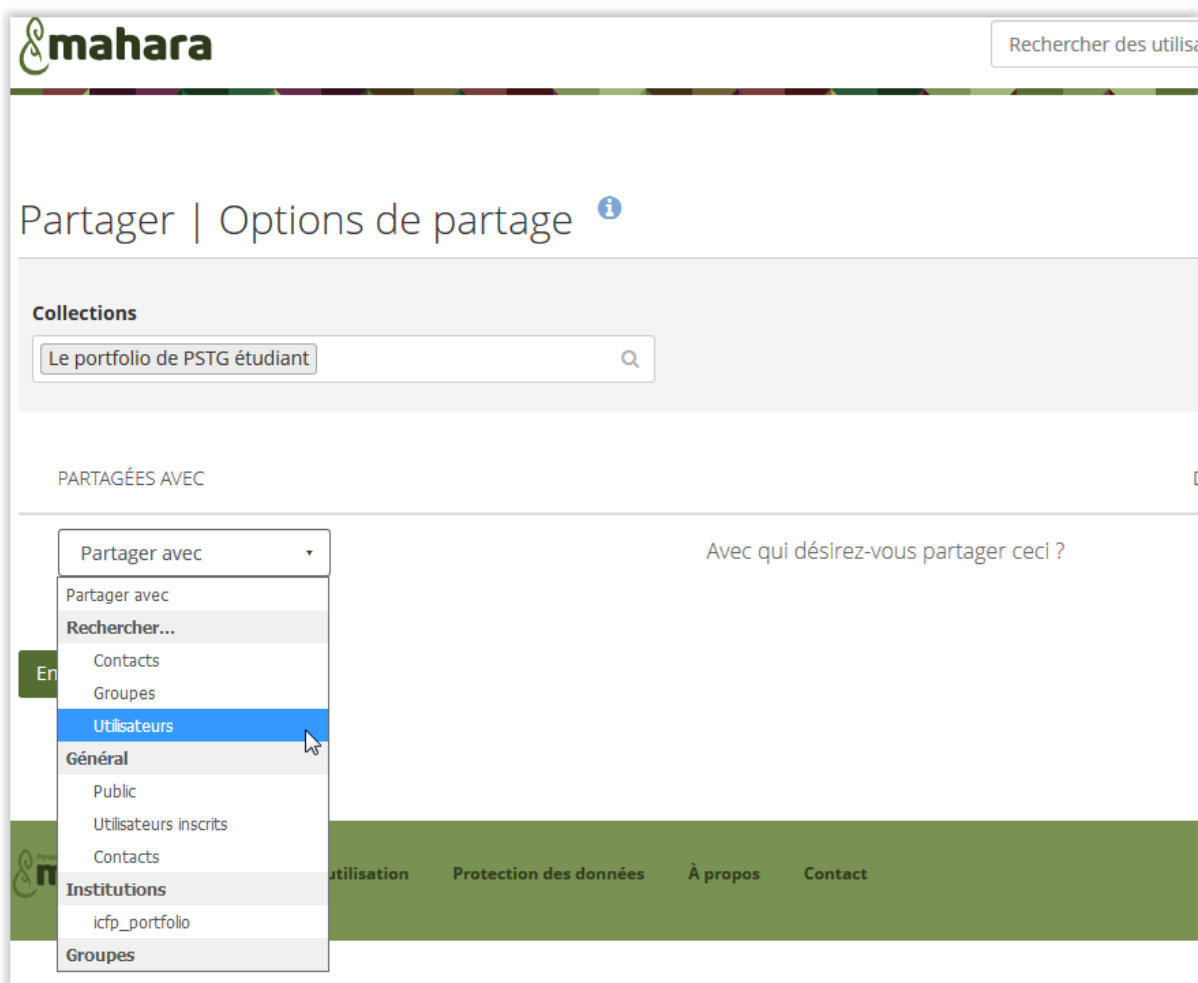 mahara
Rechercher des utilisa
Partager | Options de partage
Collections
Le portfolio de PSTG étudiant
PARTAGÉES AVEC
Partager avec
Avec qui désirez-vous partager ceci ?
Partager avec
Rechercher...
Contacts
Groupes
En
Utilisateurs
Général
Public
Utilisateurs inscrits
Contacts
m
utilisation Protection des données À propos Contact
Institutions
icfp_portfolio
Groupes